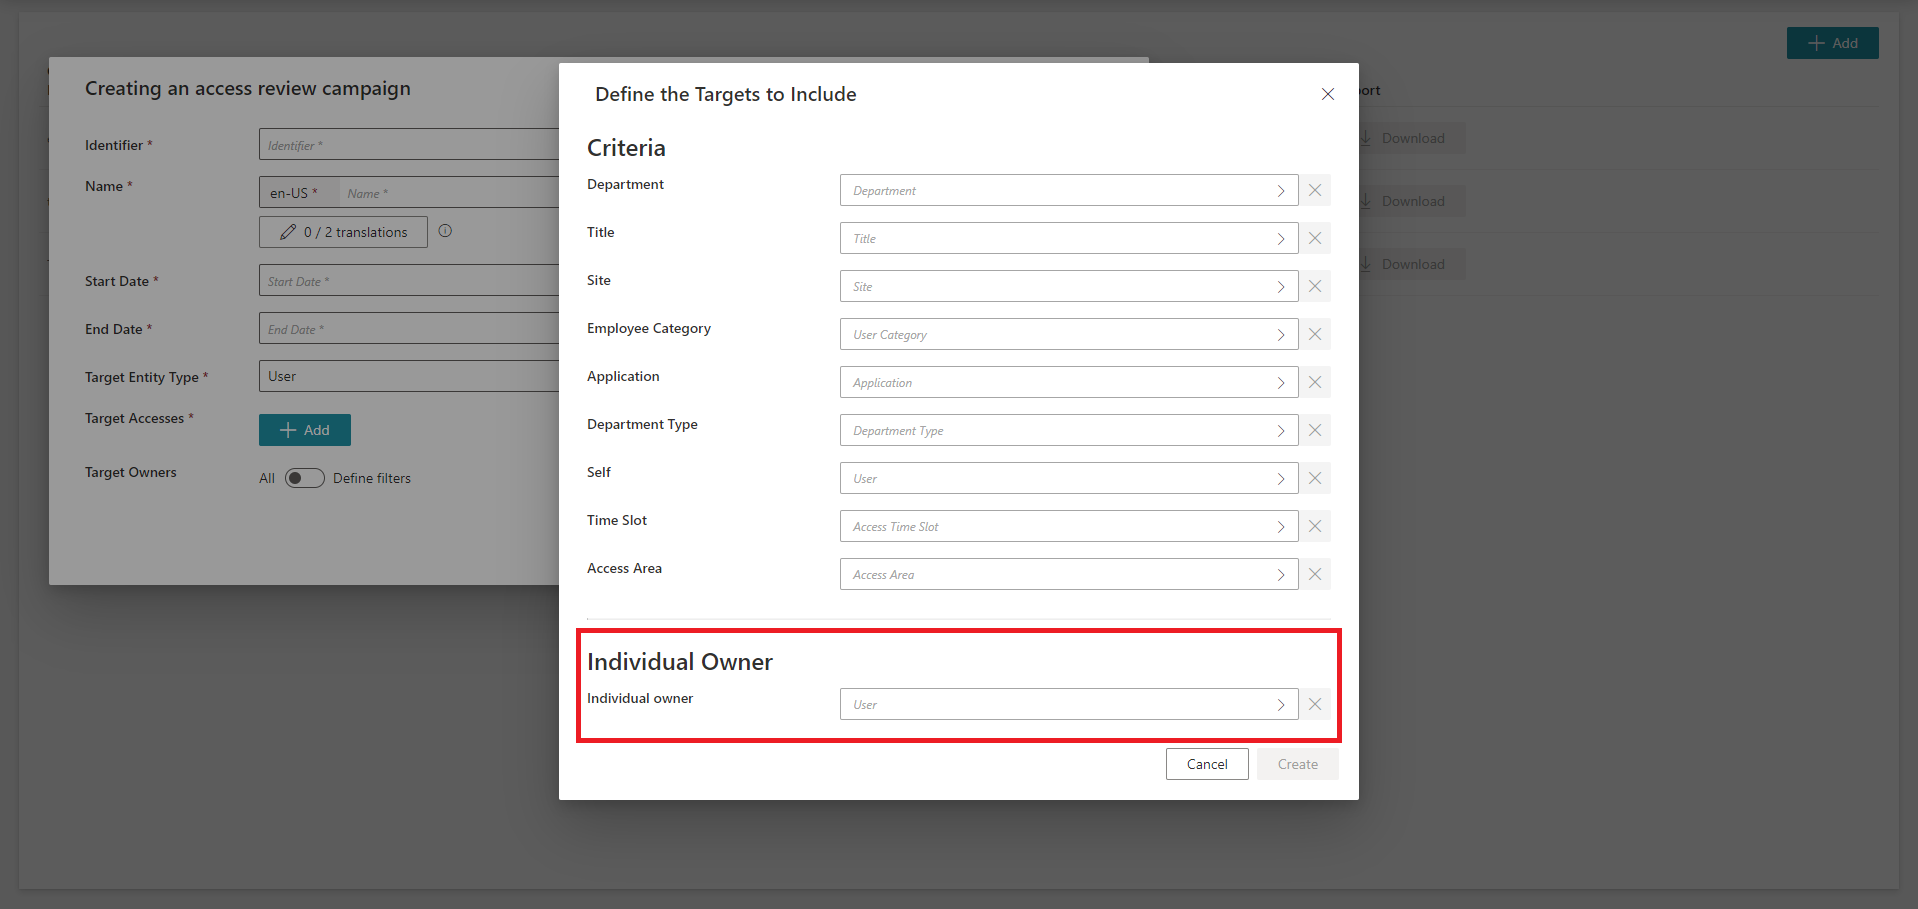 Add
ort
Download
Download
Download
Creating an access review campaign
Identifier *
Identifier *
Name *
en-US *
Name *
0 / 2 translations
Start Date *
Start Date *
End Date *
End Date *
Target Entity Type *
User
Target Accesses *
Add
Target Owners
All
Define filters
Define the Targets to Include
Criteria
Department
Department
Title
Title
Site
Site
Employee Category
User Category
Application
Application
Department Type
Department Type
Self
User
Time Slot
Access Time Slot
Access Area
Access Area
Individual Owner
Individual owner
User
Cancel
Create